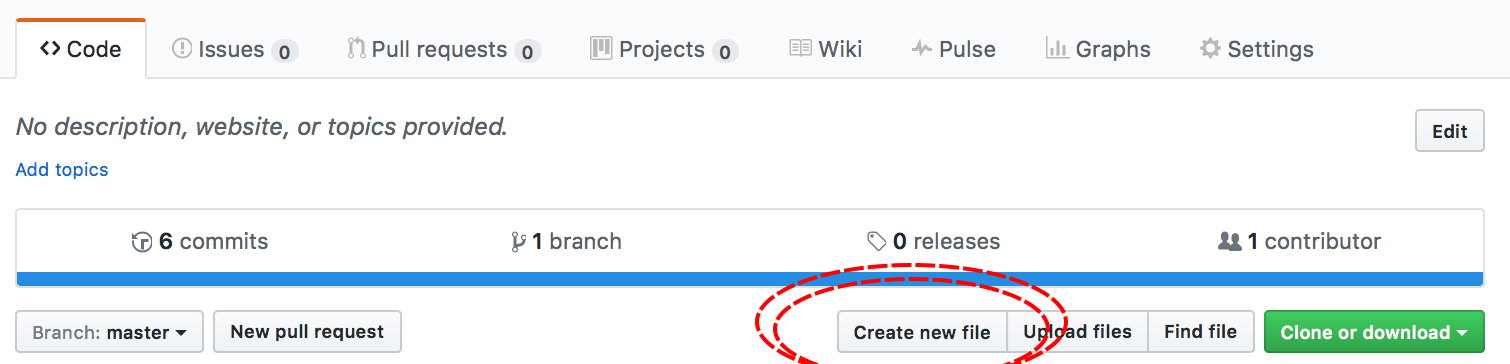 Code Issues 0 Pull requests 0 Projects 0 Wiki Pulse Graphs Settings
No description, website, or topics provided. Edit
Add topics
6 commits 1 branch 0 releases 1 contributor
Branch: master New pull request Create new file Upload files Find file Clone or download